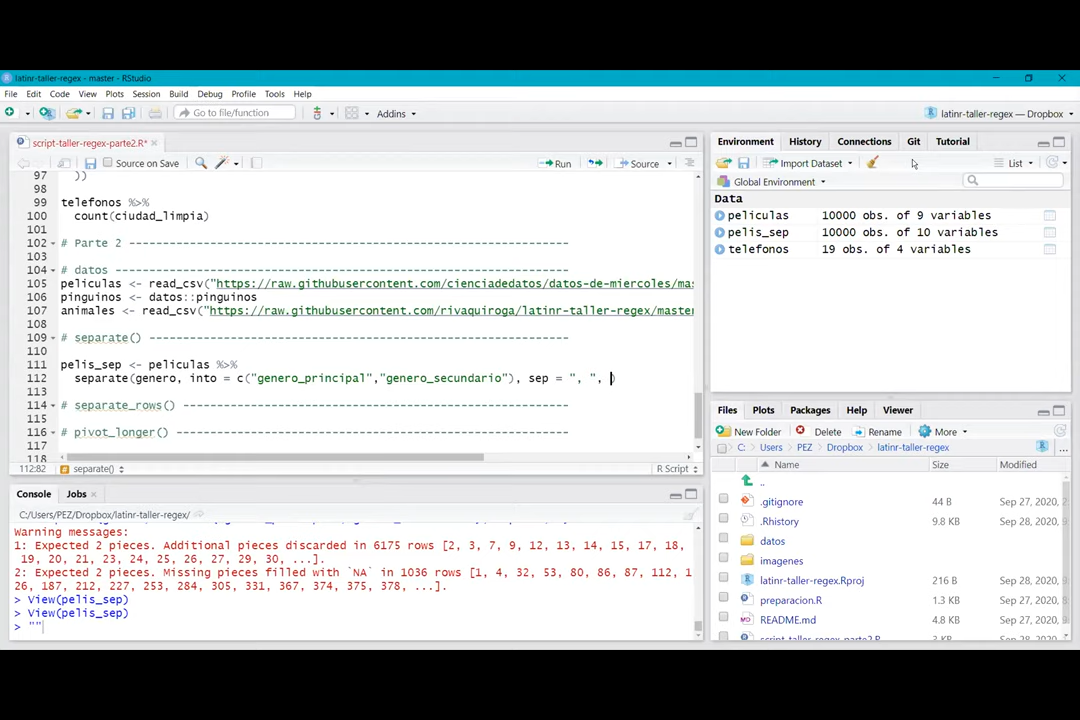 latinr-taller-regex - master - RStudio
File Edit Code View Plots Session Build Debug Profile Tools Help
Go to file/function Addins latinr-taller-regex — Dropbox
script-taller-regex-parte2.R*
Source on Save Run Source
97 ))
98
99 telefonos %>%
100 count(ciudad_limpia)
101
102 # Parte 2 -----------------------------------------------------------------
103
104 # datos -------------------------------------------------------------------
105 peliculas <- read_csv("https://raw.githubusercontent.com/cienciadedatos/datos-de-miercoles/mas
106 pinguinos <- datos::pinguinos
107 animales <- read_csv("https://raw.githubusercontent.com/rivaquiroga/latinr-taller-regex/master
108
109 # separate() --------------------------------------------------------------
110
111 pelis_sep <- peliculas %>%
112 separate(genero, into = c("genero_principal","genero_secundario"), sep = ", ", )
113
114 # separate_rows() ---------------------------------------------------------
115
116 # pivot_longer() ----------------------------------------------------------
117
118
112:82 separate() R Script
Console Jobs
C:/Users/PEZ/Dropbox/latinr-taller-regex/
Warning messages:
1: Expected 2 pieces. Additional pieces discarded in 6175 rows [2, 3, 7, 9, 12, 13, 14, 15, 17, 18,
19, 20, 21, 23, 24, 25, 26, 27, 29, 30, ...].
2: Expected 2 pieces. Missing pieces filled with `NA` in 1036 rows [1, 4, 32, 53, 80, 86, 87, 112, 1
26, 187, 212, 227, 253, 284, 305, 331, 367, 374, 375, 378, ...].
> View(pelis_sep)
> View(pelis_sep)
> ""
Environment History Connections Git Tutorial
Import Dataset List
Global Environment
Data
peliculas 10000 obs. of 9 variables
pelis_sep 10000 obs. of 10 variables
telefonos 19 obs. of 4 variables
Files Plots Packages Help Viewer
New Folder Delete Rename More
C: Users PEZ Dropbox latinr-taller-regex ...
Name Size Modified
..
.gitignore 44 B Sep 27, 2020,
.Rhistory 9.8 KB Sep 28, 2020,
datos
imagenes
latinr-taller-regex.Rproj 216 B Sep 28, 2020,
preparacion.R 1.3 KB Sep 27, 2020,
README.md 4.8 KB Sep 27, 2020,
script-taller-regex-parte2.R 3 KB Sep 28, 2020